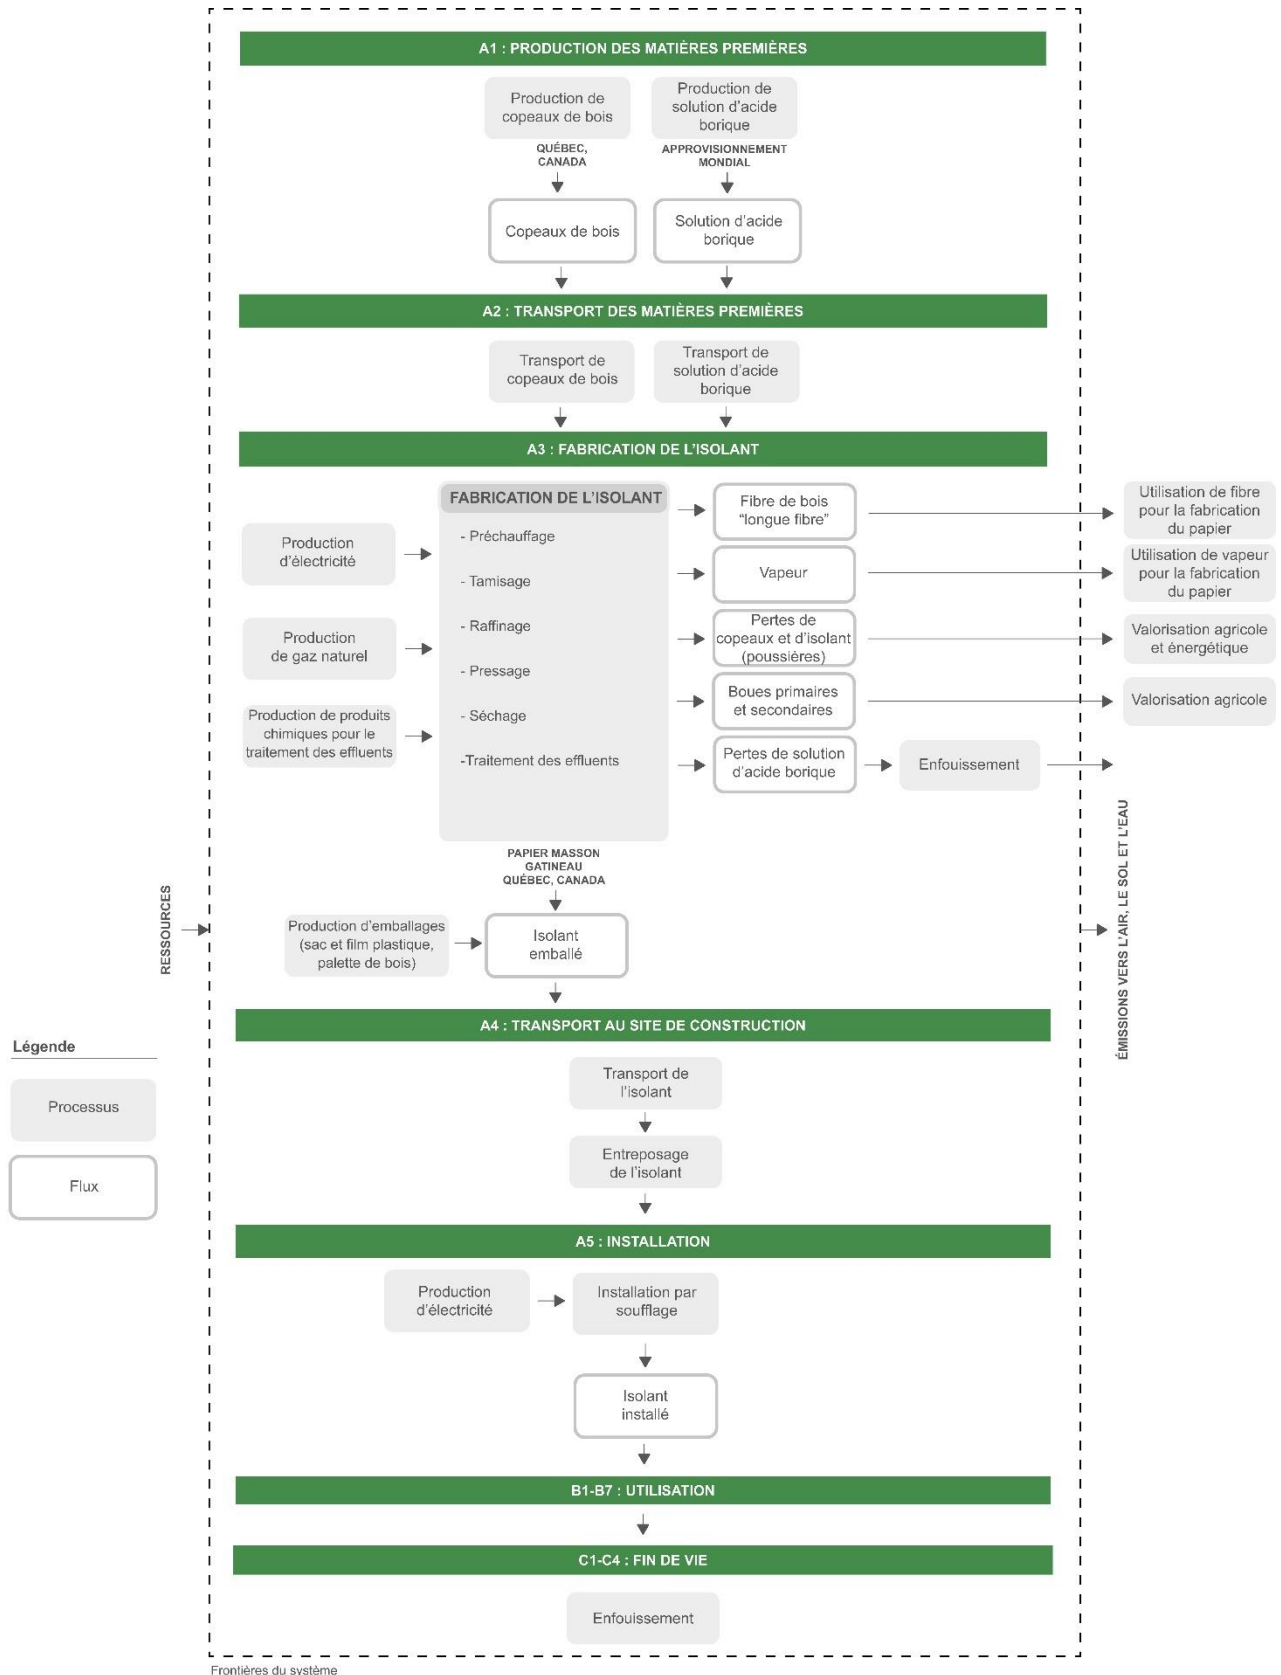 A1 : PRODUCTION DES MATIÈRES PREMIÈRES
Production de
copeaux de bois
Production de
solution d'acide
borique
QUÉBEC,
CANADA
APPROVISIONNEMENT
MONDIAL
Copeaux de bois
Solution d'acide
borique
A2 : TRANSPORT DES MATIÈRES PREMIÈRES
Transport de
copeaux de bois
Transport de
solution d'acide
borique
A3 : FABRICATION DE L'ISOLANT
Production
d'électricité
Production
de gaz naturel
Production de produits
chimiques pour le
traitement des effluents
FABRICATION DE L'ISOLANT
- Préchauffage
- Tamisage
- Raffinage
- Pressage
- Séchage
-Traitement des effluents
Fibre de bois
"longue fibre"
Utilisation de fibre
pour la fabrication
du papier
Vapeur
Utilisation de vapeur
pour la fabrication
du papier
Pertes de
copeaux et d'isolant
(poussières)
Valorisation agricole
et énergétique
Boues primaires
et secondaires
Valorisation agricole
Pertes de solution
d'acide borique
Enfouissement
PAPIER MASSON
GATINEAU
QUÉBEC, CANADA
RESSOURCES
Production d'emballages
(sac et film plastique,
palette de bois)
Isolant
emballé
ÉMISSIONS VERS L'AIR, LE SOL ET L'EAU
A4 : TRANSPORT AU SITE DE CONSTRUCTION
Légende
Processus
Flux
Transport de
l'isolant
Entreposage
de l'isolant
A5 : INSTALLATION
Production
d'électricité
Installation par
soufflage
Isolant
installé
B1-B7 : UTILISATION
C1-C4 : FIN DE VIE
Enfouissement
Frontières du système